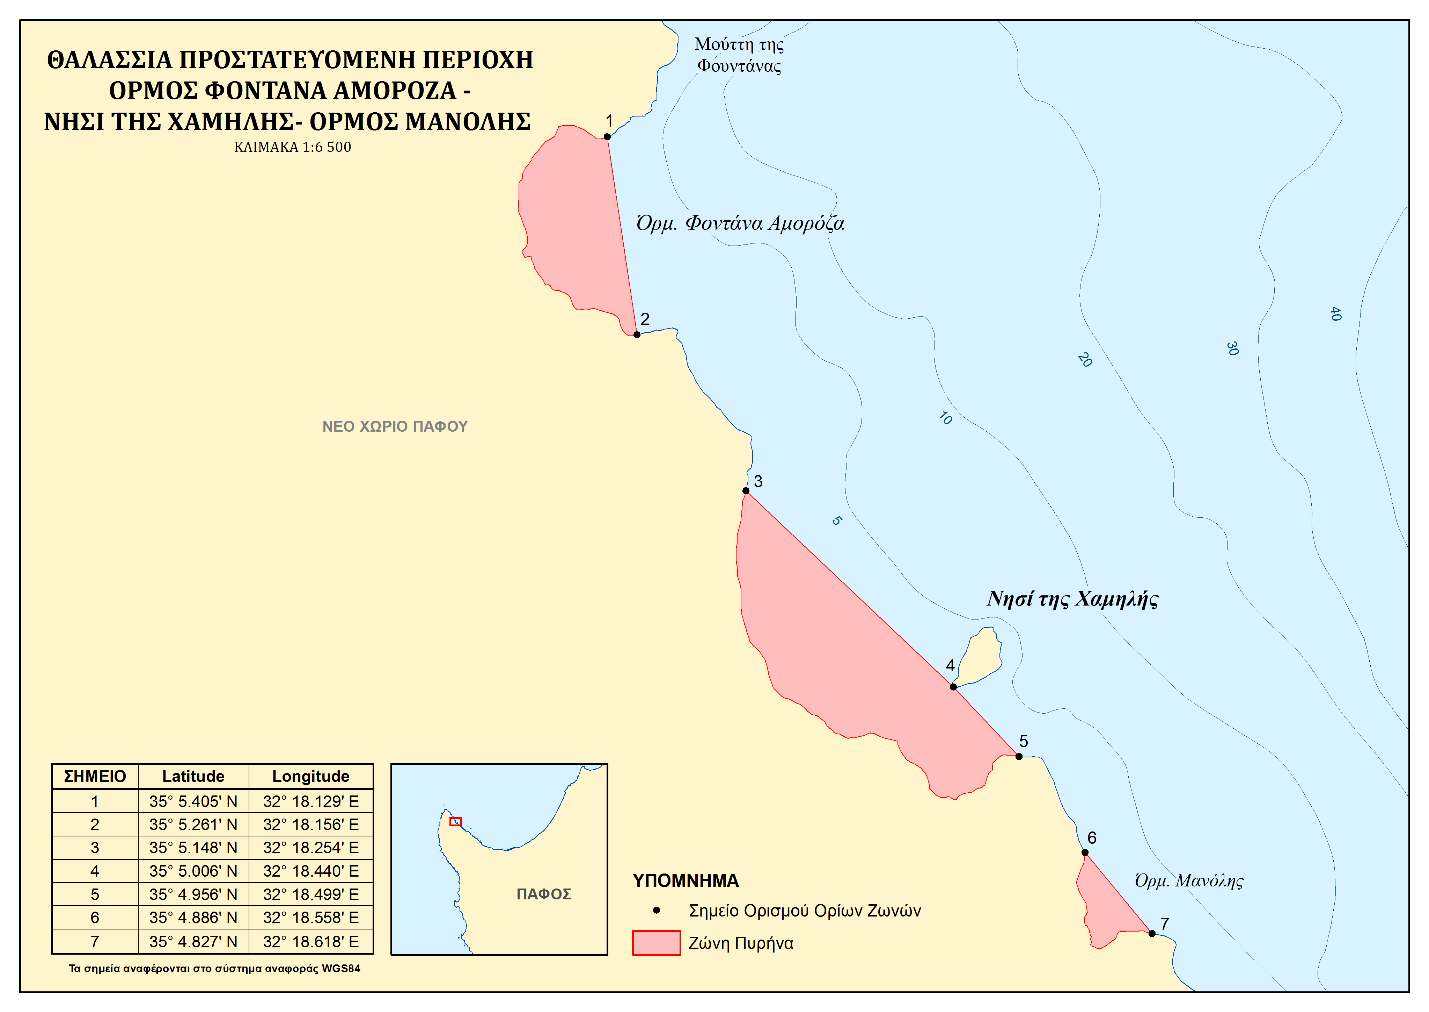 ΘΑΛΑΣΣΙΑ ΠΡΟΣΤΑΤΕΥΟΜΕΝΗ ΠΕΡΙΟΧΗ
ΟΡΜΟΣ ΦΟΝΤΑΝΑ ΑΜΟΡΟΖΑ -
ΝΗΣΙ ΤΗΣ ΧΑΜΗΛΗΣ- ΟΡΜΟΣ ΜΑΝΟΛΗΣ
ΚΛΙΜΑΚΑ 1:6 500
Μούττη της
Φουντάνας
1
Όρμ. Φοντάνα Αμορόζα
2
40
30
20
10
ΝΕΟ ΧΩΡΙΟ ΠΑΦΟΥ
3
5
Νησί της Χαμηλής
4
5
6
7
Όρμ. Μανόλης
ΣΗΜΕΙΟ Latitude Longitude
1 35° 5.405' N 32° 18.129' E
2 35° 5.261' N 32° 18.156' E
3 35° 5.148' N 32° 18.254' E
4 35° 5.006' N 32° 18.440' E
5 35° 4.956' N 32° 18.499' E
6 35° 4.886' N 32° 18.558' E
7 35° 4.827' N 32° 18.618' E
Τα σημεία αναφέρονται στο σύστημα αναφοράς WGS84
ΠΑΦΟΣ
ΥΠΟΜΝΗΜΑ
Σημείο Ορισμού Ορίων Ζωνών
Ζώνη Πυρήνα